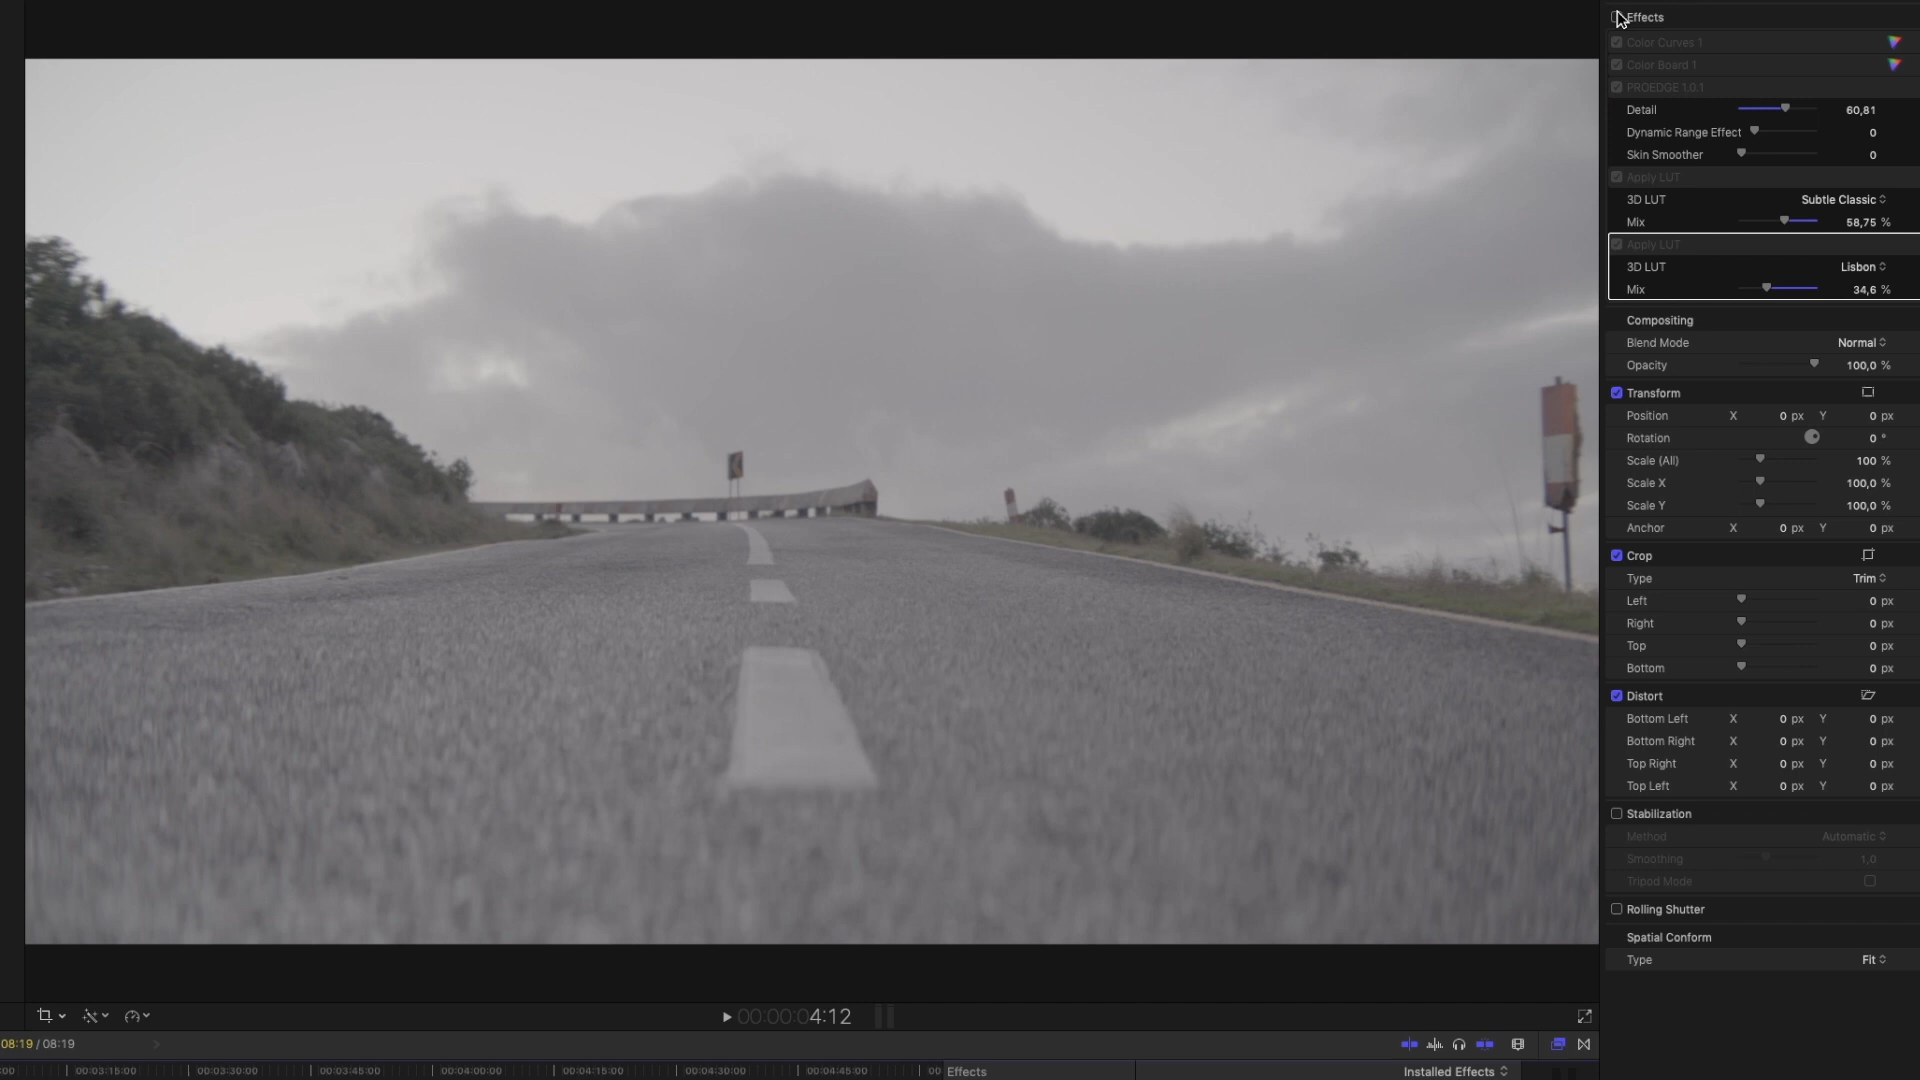 Effects
Color Curves 1
Color Board 1
PROEDGE 1.0.1
Detail 60,81
Dynamic Range Effect 0
Skin Smoother 0
Apply LUT
3D LUT Subtle Classic
Mix 58,75 %
Apply LUT
3D LUT Lisbon
Mix 34,6 %
Compositing
Blend Mode Normal
Opacity 100,0 %
Transform
Position X 0 px Y 0 px
Rotation 0 °
Scale (All) 100 %
Scale X 100,0 %
Scale Y 100,0 %
Anchor X 0 px Y 0 px
Crop
Type Trim
Left 0 px
Right 0 px
Top 0 px
Bottom 0 px
Distort
Bottom Left X 0 px Y 0 px
Bottom Right X 0 px Y 0 px
Top Right X 0 px Y 0 px
Top Left X 0 px Y 0 px
Stabilization
Method Automatic
Smoothing 1,0
Tripod Mode
Rolling Shutter
Spatial Conform
Type Fit
00:00:04:12
08:19 / 08:19
:00 00:03:15:00 00:03:30:00 00:03:45:00 00:04:00:00 00:04:15:00 00:04:30:00 00:04:45:00 00
Effects Installed Effects